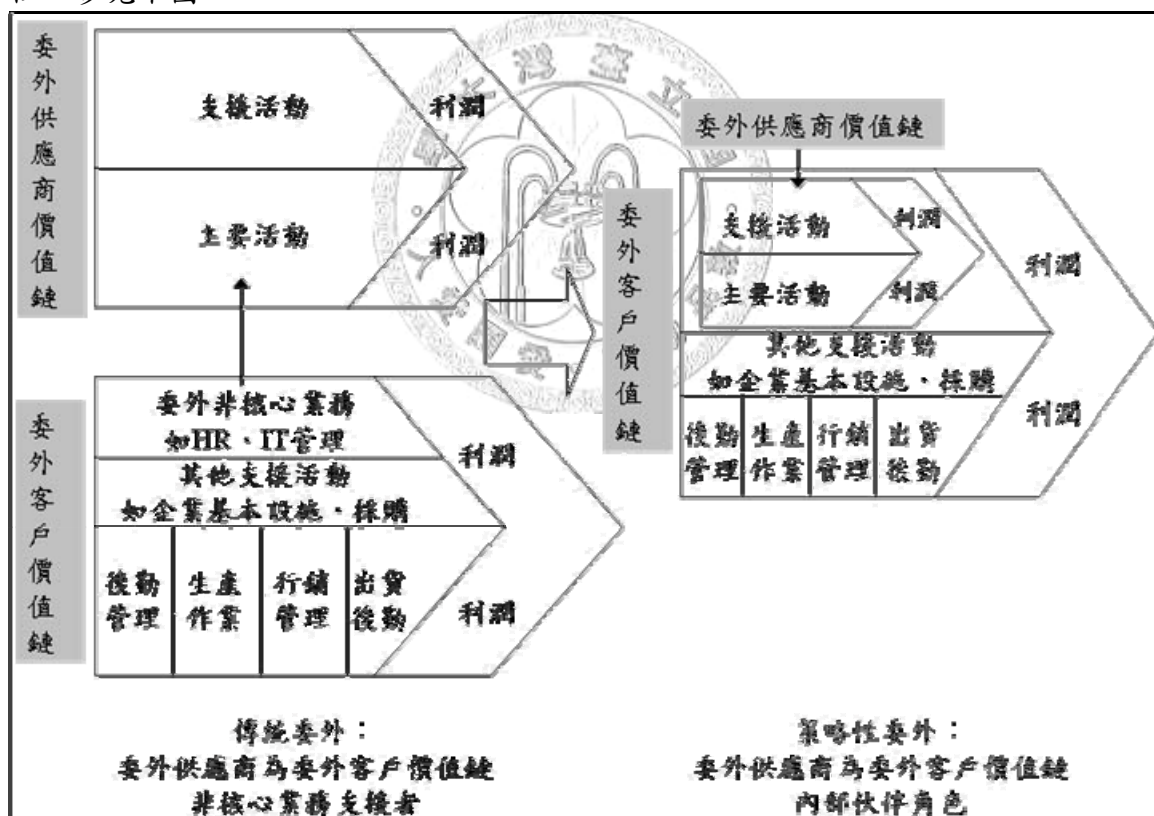 委外供應商價值鏈
支援活動
利潤
主要活動
利潤
委外客戶價值鏈
委外非核心業務
如HR、IT管理
其他支援活動
如企業基本設施、採購
利潤
後勤管理
生產作業
行銷管理
出貨後勤
利潤
傳統委外：
委外供應商為委外客戶價值鏈
非核心業務支援者
委外供應商價值鏈
委外客戶價值鏈
支援活動
利潤
主要活動
利潤
利潤
其他支援活動
如企業基本設施、採購
後勤管理
生產作業
行銷管理
出貨後勤
利潤
策略性委外：
委外供應商為委外客戶價值鏈
內部伙伴角色